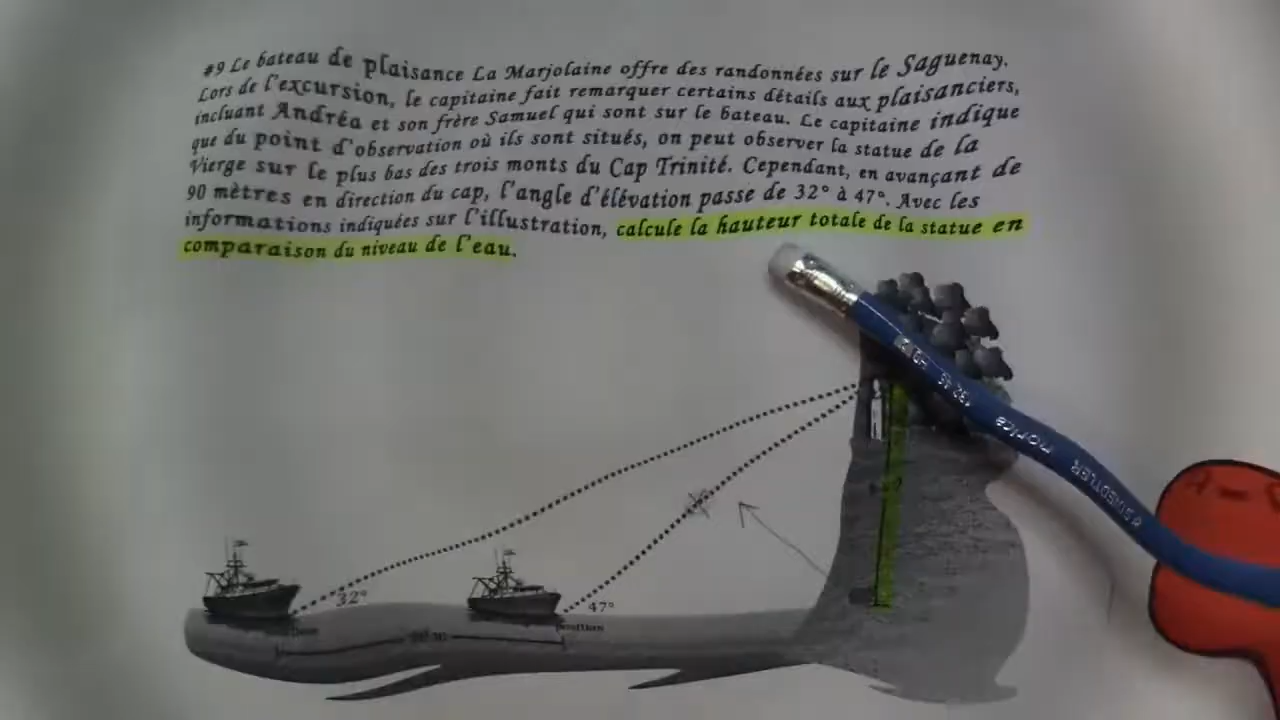 #9 Le bateau de plaisance La Marjolaine offre des randonnées sur le Saguenay.
Lors de l'excursion, le capitaine fait remarquer certains détails aux plaisanciers,
incluant Andréa et son frère Samuel qui sont sur le bateau. Le capitaine indique
que du point d'observation où ils sont situés, on peut observer la statue de la
Vierge sur le plus bas des trois monts du Cap Trinité. Cependant, en avançant de
90 mètres en direction du cap, l'angle d'élévation passe de 32° à 47°. Avec les
informations indiquées sur l'illustration, calcule la hauteur totale de la statue en
comparaison du niveau de l'eau.
32°
47°
position
STAEDTLER norica